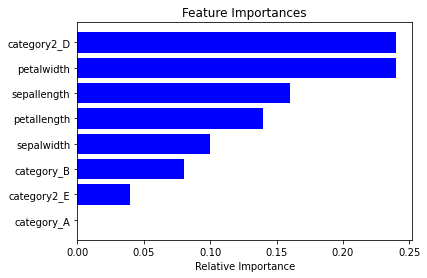 Feature Importances
category2_D
petalwidth
sepallength
petallength
sepalwidth
category_B
category2_E
category_A
0.00 0.05 0.10 0.15 0.20 0.25
Relative Importance